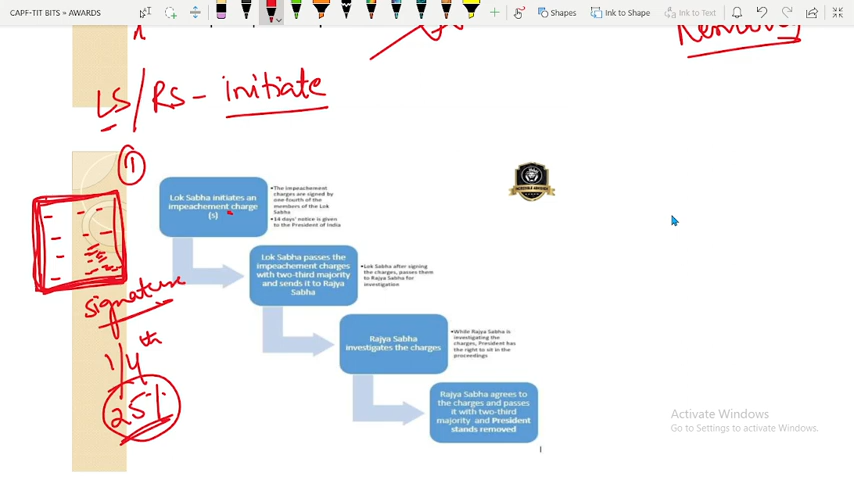 CAPF-TIT BITS » AWARDS
Shapes
Ink to Shape
Ink to Text
LS/RS - initiate
①
Lok Sabha initiates an
impeachement charge
(s)
•The impeachment
charges are signed by
one fourth of the
members of the Lok
Sabha
•14 days' notice is given
to the President of India
Lok Sabha passes the
impeachment charges
with two-third majority
and sends it to Rajya
Sabha
•Lok Sabha after signing
the charges, passes them
to Rajya Sabha for
investigation
signature
Rajya Sabha
investigates the charges
•While Rajya Sabha is
investigating the
charges, President has
the right to sit in the
proceedings
1/4th
25%
Rajya Sabha agrees to
the charges and passes
it with two-third
majority and President
stands removed
Activate Windows
Go to Settings to activate Windows.